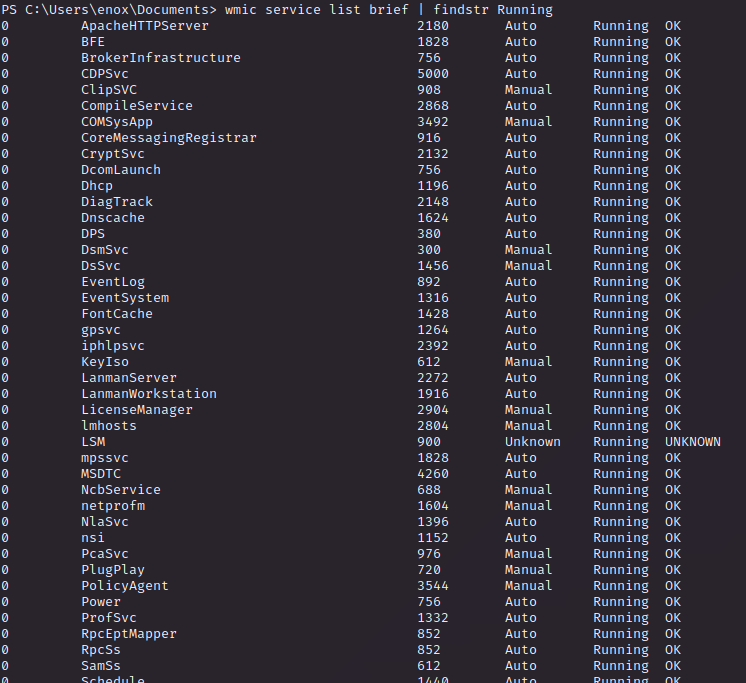 PS C:\Users\enox\Documents> wmic service list brief | findstr Running
0 ApacheHTTPServer 2180 Auto Running OK
0 BFE 1828 Auto Running OK
0 BrokerInfrastructure 756 Auto Running OK
0 CDPSvc 5000 Auto Running OK
0 ClipSVC 908 Manual Running OK
0 CompileService 2868 Auto Running OK
0 COMSysApp 3492 Manual Running OK
0 CoreMessagingRegistrar 916 Auto Running OK
0 CryptSvc 2132 Auto Running OK
0 DcomLaunch 756 Auto Running OK
0 Dhcp 1196 Auto Running OK
0 DiagTrack 2148 Auto Running OK
0 Dnscache 1624 Auto Running OK
0 DPS 380 Auto Running OK
0 DsmSvc 300 Manual Running OK
0 DsSvc 1456 Manual Running OK
0 EventLog 892 Auto Running OK
0 EventSystem 1316 Auto Running OK
0 FontCache 1428 Auto Running OK
0 gpsvc 1264 Auto Running OK
0 iphlpsvc 2392 Auto Running OK
0 KeyIso 612 Manual Running OK
0 LanmanServer 2272 Auto Running OK
0 LanmanWorkstation 1916 Auto Running OK
0 LicenseManager 2904 Manual Running OK
0 lmhosts 2804 Manual Running OK
0 LSM 900 Unknown Running UNKNOWN
0 mpssvc 1828 Auto Running OK
0 MSDTC 4260 Auto Running OK
0 NcbService 688 Manual Running OK
0 netprofm 1604 Manual Running OK
0 NlaSvc 1396 Auto Running OK
0 nsi 1152 Auto Running OK
0 PcaSvc 976 Manual Running OK
0 PlugPlay 720 Manual Running OK
0 PolicyAgent 3544 Manual Running OK
0 Power 756 Auto Running OK
0 ProfSvc 1332 Auto Running OK
0 RpcEptMapper 852 Auto Running OK
0 RpcSs 852 Auto Running OK
0 SamSs 612 Auto Running OK
0 Schedule 1440 Auto Running OK